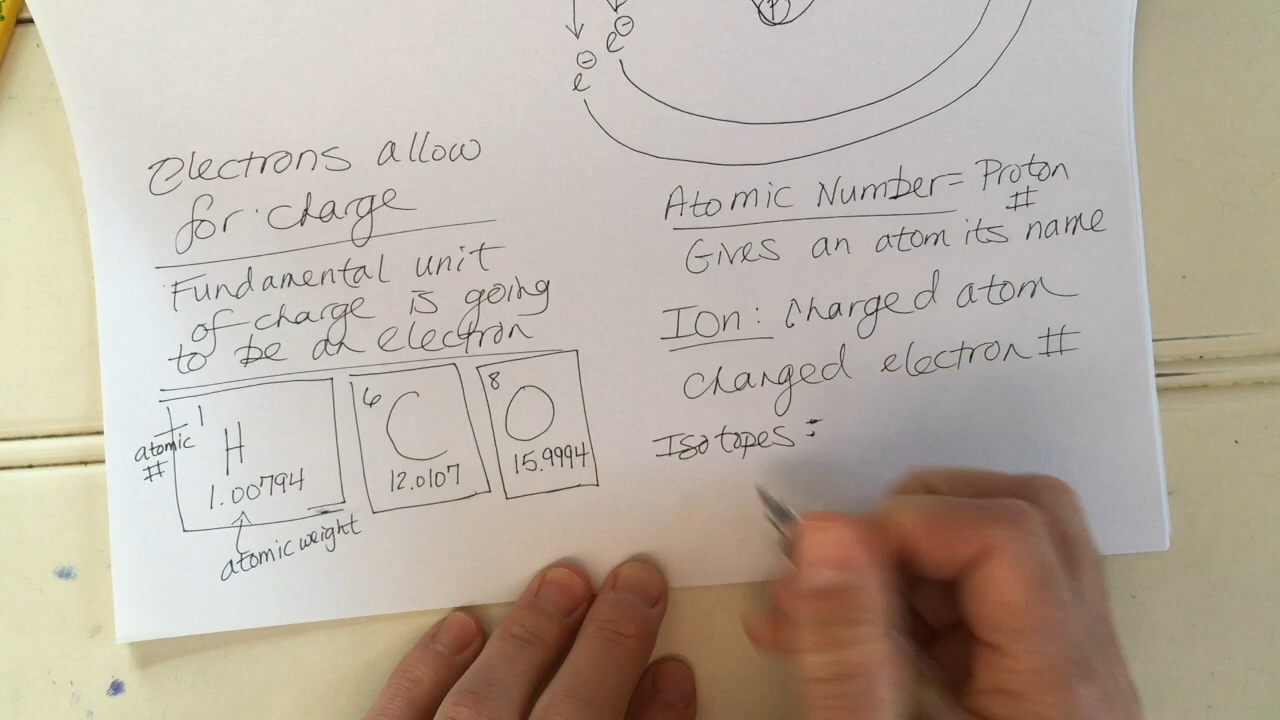 e⊖
e⊖
P
Electrons allow
for charge
Fundamental unit
of charge is going
to be an electron
1
H
1.00794
atomic
#
atomic weight
6
C
12.0107
8
O
15.9994
Atomic Number = Proton
#
Gives an atom its name
Ion: Charged atom
changed electron #
Isotopes: